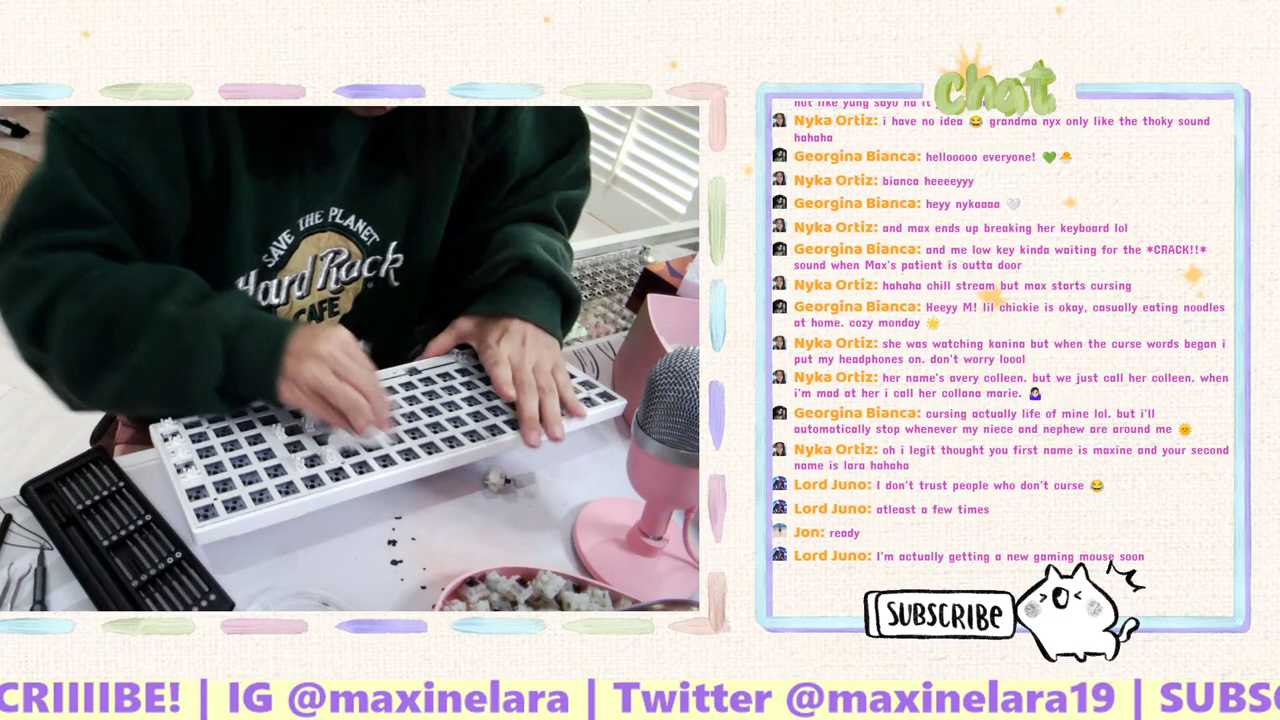 SAVE THE PLANET
Hard Rock
CAFE
chat
not like yung sayo na it
Nyka Ortiz: i have no idea 😂 grandma nyx only like the thoky sound
hahaha
Georgina Bianca: hellooooo everyone! 💚🐣
Nyka Ortiz: bianca heeeeyyy
Georgina Bianca: heyy nykaaaa 🤍
Nyka Ortiz: and max ends up breaking her keyboard lol
Georgina Bianca: and me low key kinda waiting for the *CRACK!!*
sound when Max's patient is outta door
Nyka Ortiz: hahaha chill stream but max starts cursing
Georgina Bianca: Heeyy M! lil chickie is okay, casually eating noodles
at home. cozy monday 🌟
Nyka Ortiz: she was watching kanina but when the curse words began i
put my headphones on. don't worry loool
Nyka Ortiz: her name's avery colleen. but we just call her colleen. when
i'm mad at her i call her collana marie. 🤷🏻‍♀️
Georgina Bianca: cursing actually life of mine lol. but i'll
automatically stop whenever my niece and nephew are around me 🌞
Nyka Ortiz: oh i legit thought you first name is maxine and your second
name is lara hahaha
Lord Juno: I don't trust people who don't curse 😂
Lord Juno: atleast a few times
Jon: ready
Lord Juno: I'm actually getting a new gaming mouse soon
SUBSCRIBE
CRIIIIIBE! | IG @maxinelara | Twitter @maxinelara19 | SUBS